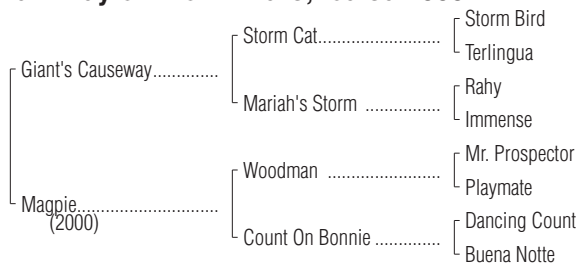 Storm Bird
Storm Cat........................
Terlingua
Giant's Causeway..............
Rahy
Mariah's Storm ................
Immense
Mr. Prospector
Woodman ......................
Playmate
Magpie............................
(2000)
Dancing Count
Count On Bonnie .............
Buena Notte